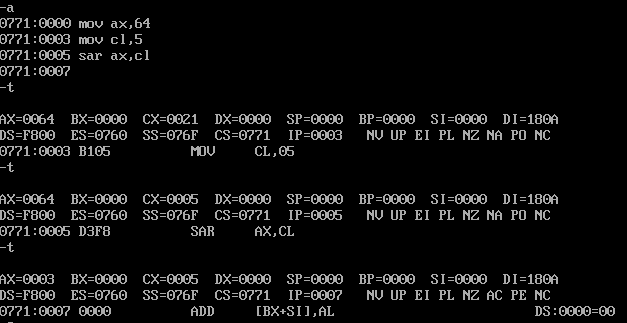 -a
0771:0000 mov ax,64
0771:0003 mov cl,5
0771:0005 sar ax,cl
0771:0007
-t
AX=0064 BX=0000 CX=0021 DX=0000 SP=0000 BP=0000 SI=0000 DI=180A
DS=F800 ES=0760 SS=076F CS=0771 IP=0003 NV UP EI PL NZ NA PO NC
0771:0003 B105 MOV CL,05
-t
AX=0064 BX=0000 CX=0005 DX=0000 SP=0000 BP=0000 SI=0000 DI=180A
DS=F800 ES=0760 SS=076F CS=0771 IP=0005 NV UP EI PL NZ NA PO NC
0771:0005 D3F8 SAR AX,CL
-t
AX=0003 BX=0000 CX=0005 DX=0000 SP=0000 BP=0000 SI=0000 DI=180A
DS=F800 ES=0760 SS=076F CS=0771 IP=0007 NV UP EI PL NZ AC PE NC
0771:0007 0000 ADD [BX+SI],AL DS:0000=00